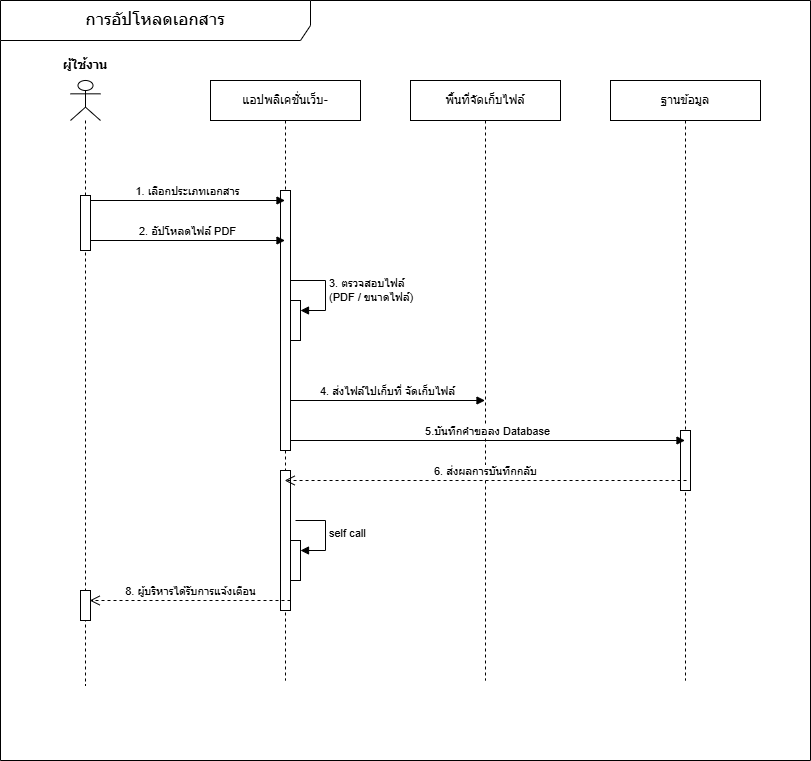 การอัปโหลดเอกสาร
ผู้ใช้งาน
แอปพลิเคชั่นเว็บ-
พื้นที่จัดเก็บไฟล์
ฐานข้อมูล
1. เลือกประเภทเอกสาร
2. อัปโหลดไฟล์ PDF
3. ตรวจสอบไฟล์
(PDF / ขนาดไฟล์)
4. ส่งไฟล์ไปเก็บที่ จัดเก็บไฟล์
5.บันทึกคำขอลง Database
6. ส่งผลการบันทึกกลับ
self call
8. ผู้บริหารได้รับการแจ้งเตือน